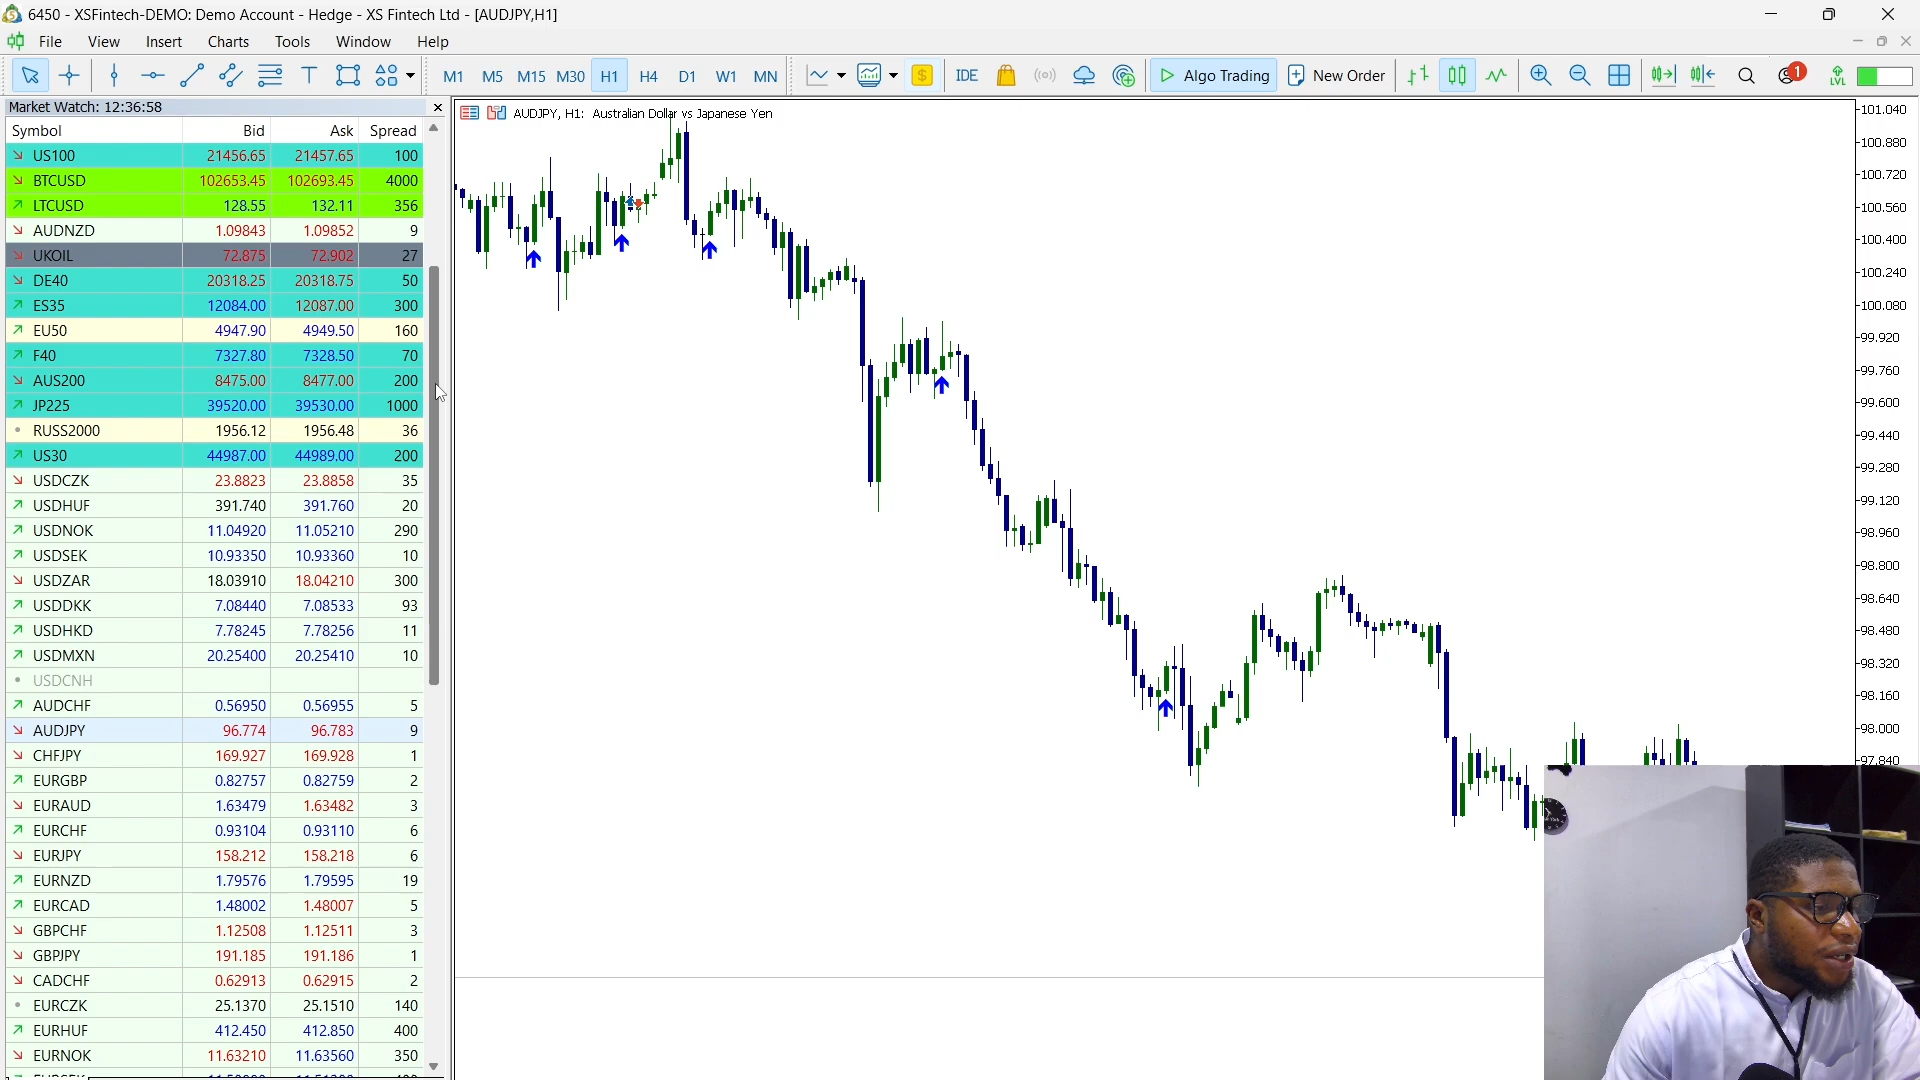 6450 - XSFintech-DEMO: Demo Account - Hedge - XS Fintech Ltd - [AUDJPY,H1]
File View Insert Charts Tools Window Help
M1 M5 M15 M30 H1 H4 D1 W1 MN $ IDE Algo Trading New Order 1 LVL
Market Watch: 12:36:58
Symbol Bid Ask Spread
US100 21456.65 21457.65 100
BTCUSD 102653.45 102693.45 4000
LTCUSD 128.55 132.11 356
AUDNZD 1.09843 1.09852 9
UKOIL 72.875 72.902 27
DE40 20318.25 20318.75 50
ES35 12084.00 12087.00 300
EU50 4947.90 4949.50 160
F40 7327.80 7328.50 70
AUS200 8475.00 8477.00 200
JP225 39520.00 39530.00 1000
RUSS2000 1956.12 1956.48 36
US30 44987.00 44989.00 200
USDCZK 23.8823 23.8858 35
USDHUF 391.740 391.760 20
USDNOK 11.04920 11.05210 290
USDSEK 10.93350 10.93360 10
USDZAR 18.03910 18.04210 300
USDDKK 7.08440 7.08533 93
USDHKD 7.78245 7.78256 11
USDMXN 20.25400 20.25410 10
USDCNH
AUDCHF 0.56950 0.56955 5
AUDJPY 96.774 96.783 9
CHFJPY 169.927 169.928 1
EURGBP 0.82757 0.82759 2
EURAUD 1.63479 1.63482 3
EURCHF 0.93104 0.93110 6
EURJPY 158.212 158.218 6
EURNZD 1.79576 1.79595 19
EURCAD 1.48002 1.48007 5
GBPCHF 1.12508 1.12511 3
GBPJPY 191.185 191.186 1
CADCHF 0.62913 0.62915 2
EURCZK 25.1370 25.1510 140
EURHUF 412.450 412.850 400
EURNOK 11.63210 11.63560 350
AUDJPY, H1: Australian Dollar vs Japanese Yen
101.040
100.880
100.720
100.560
100.400
100.240
100.080
99.920
99.760
99.600
99.440
99.280
99.120
98.960
98.800
98.640
98.480
98.320
98.160
98.000
97.840